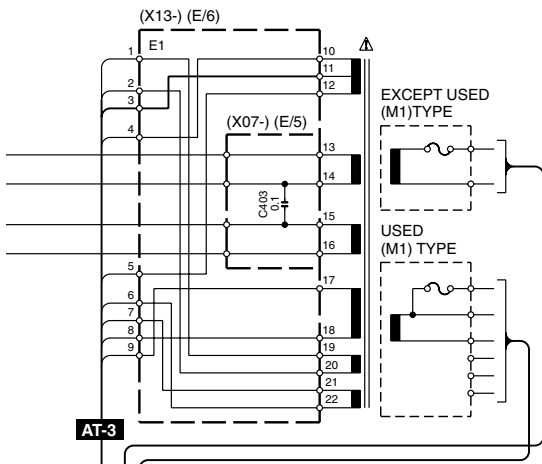 (X13-) (E/6)
E1
1
2
3
4
5
6
7
8
9
10
11
12
(X07-) (E/5)
13
14
C403
0.1
15
16
17
18
19
20
21
22
EXCEPT USED
(M1)TYPE
USED
(M1) TYPE
AT-3